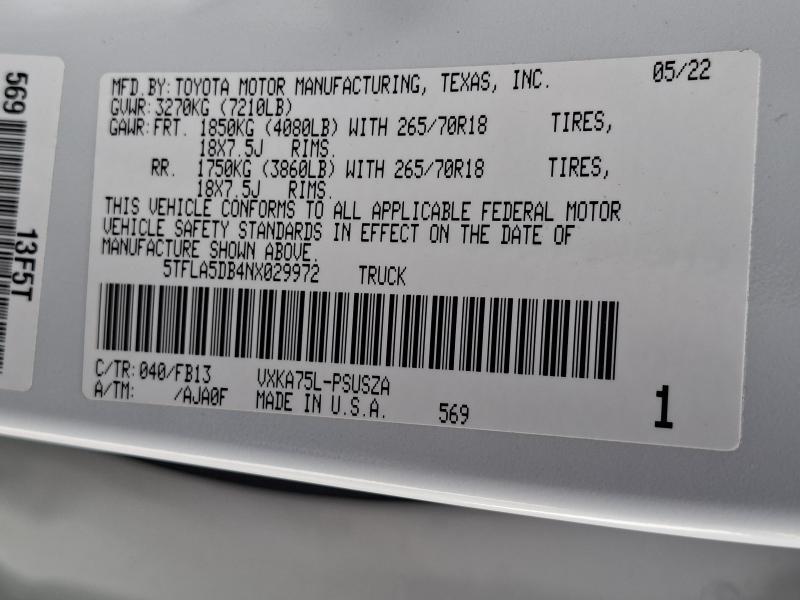 569
13F5T
MFD.BY: TOYOTA MOTOR MANUFACTURING, TEXAS, INC. 05/22
GVWR: 3270KG (7210LB)
GAWR: FRT. 1850KG (4080LB) WITH 265/70R18 TIRES,
18X7.5J RIMS.
RR. 1750KG (3860LB) WITH 265/70R18 TIRES,
18X7.5J RIMS.
THIS VEHICLE CONFORMS TO ALL APPLICABLE FEDERAL MOTOR
VEHICLE SAFETY STANDARDS IN EFFECT ON THE DATE OF
MANUFACTURE SHOWN ABOVE.
5TFLA5DB4NX029972 TRUCK
C/TR: 040/FB13 VXKA75L-PSUSZA
A/TM: /AJA0F MADE IN U.S.A. 569 1